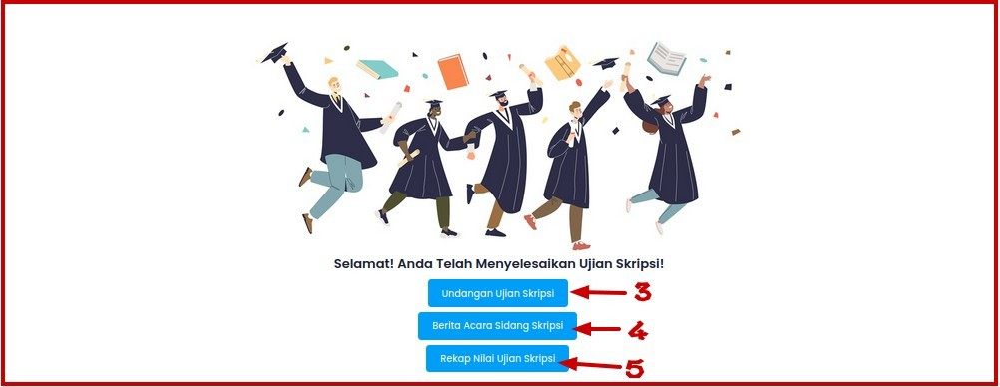 Selamat! Anda Telah Menyelesaikan Ujian Skripsi!
Undangan Ujian Skripsi 3
Berita Acara Sidang Skripsi 4
Rekap Nilai Ujian Skripsi 5